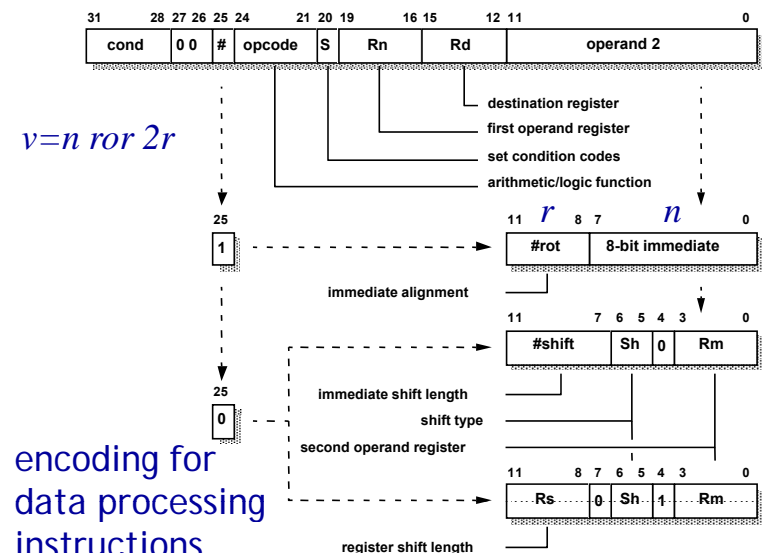 31 28 27 26 25 24 21 20 19 16 15 12 11 0
cond 0 0 # opcode S Rn Rd operand 2
destination register
first operand register
set condition codes
arithmetic/logic function
v=n ror 2r
25
1
r n
11 8 7 0
#rot 8-bit immediate
immediate alignment
11 7 6 5 4 3 0
#shift Sh 0 Rm
25
0
immediate shift length
shift type
second operand register
11 8 7 6 5 4 3 0
Rs 0 Sh 1 Rm
register shift length
encoding for
data processing
instructions